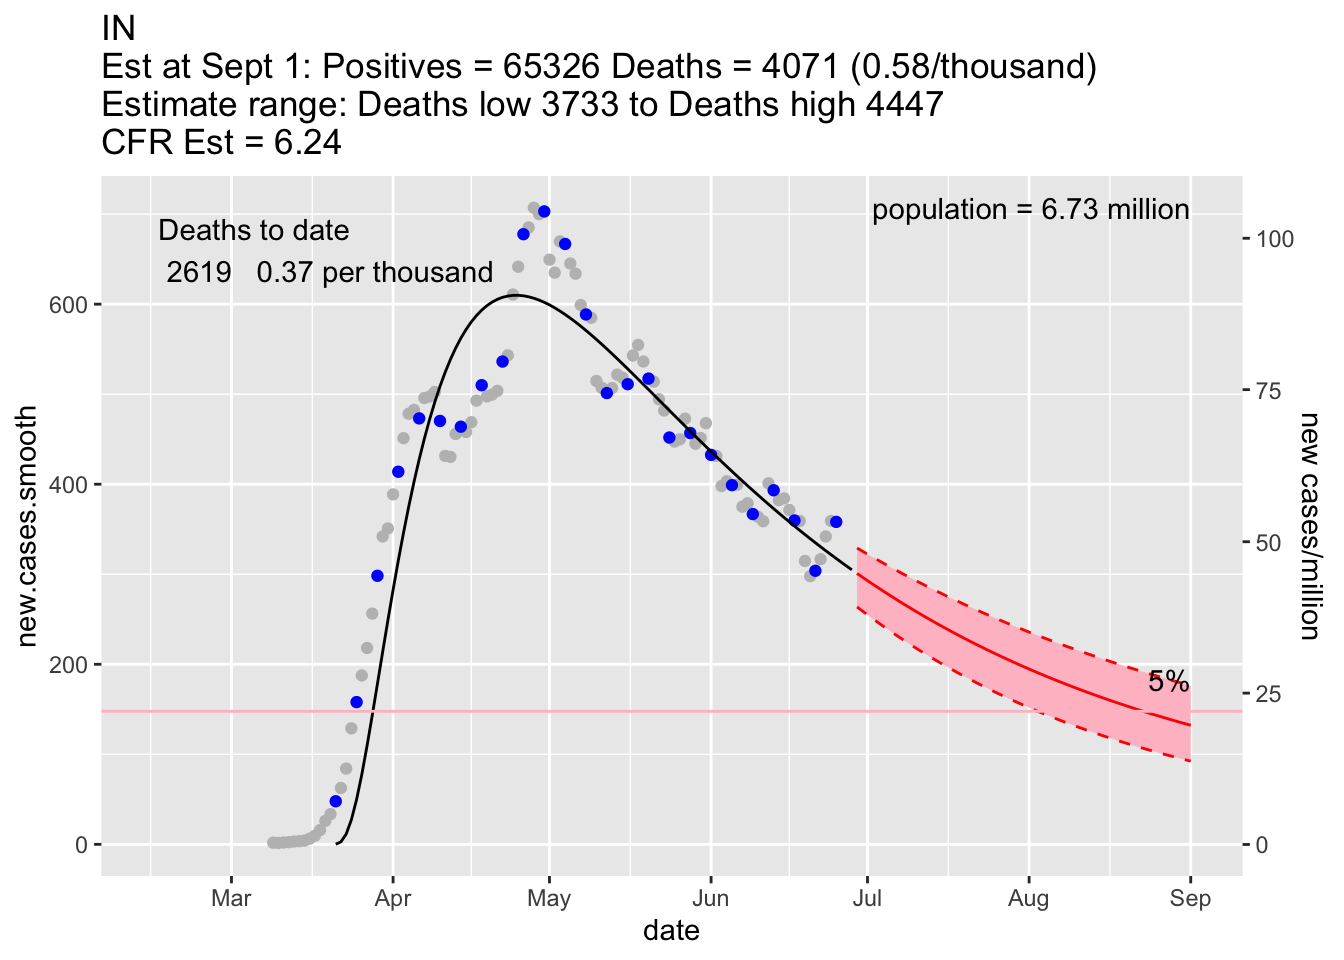 IN
Est at Sept 1: Positives = 65326 Deaths = 4071 (0.58/thousand)
Estimate range: Deaths low 3733 to Deaths high 4447
CFR Est = 6.24
Deaths to date
2619 0.37 per thousand
population = 6.73 million
5%
new.cases.smooth
600
400
200
0
100
75
50
25
0
new cases/million
Mar Apr May Jun Jul Aug Sep
date